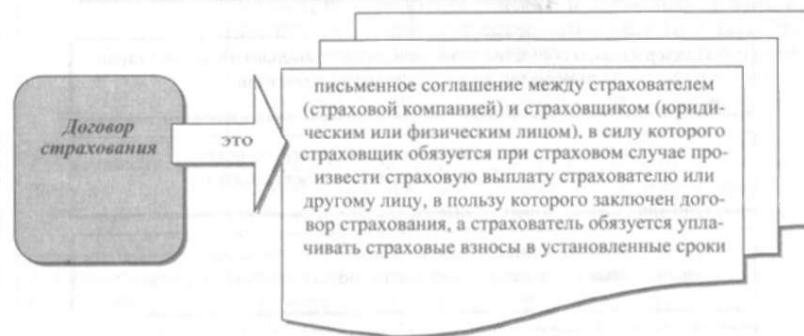 Договор
страхования
это
письменное соглашение между страхователем
(страховой компанией) и страховщиком (юриди-
ческим или физическим лицом), в силу которого
страховщик обязуется при страховом случае про-
извести страховую выплату страхователю или
другому лицу, в пользу которого заключен дого-
вор страхования, а страхователь обязуется упла-
чивать страховые взносы в установленные сроки